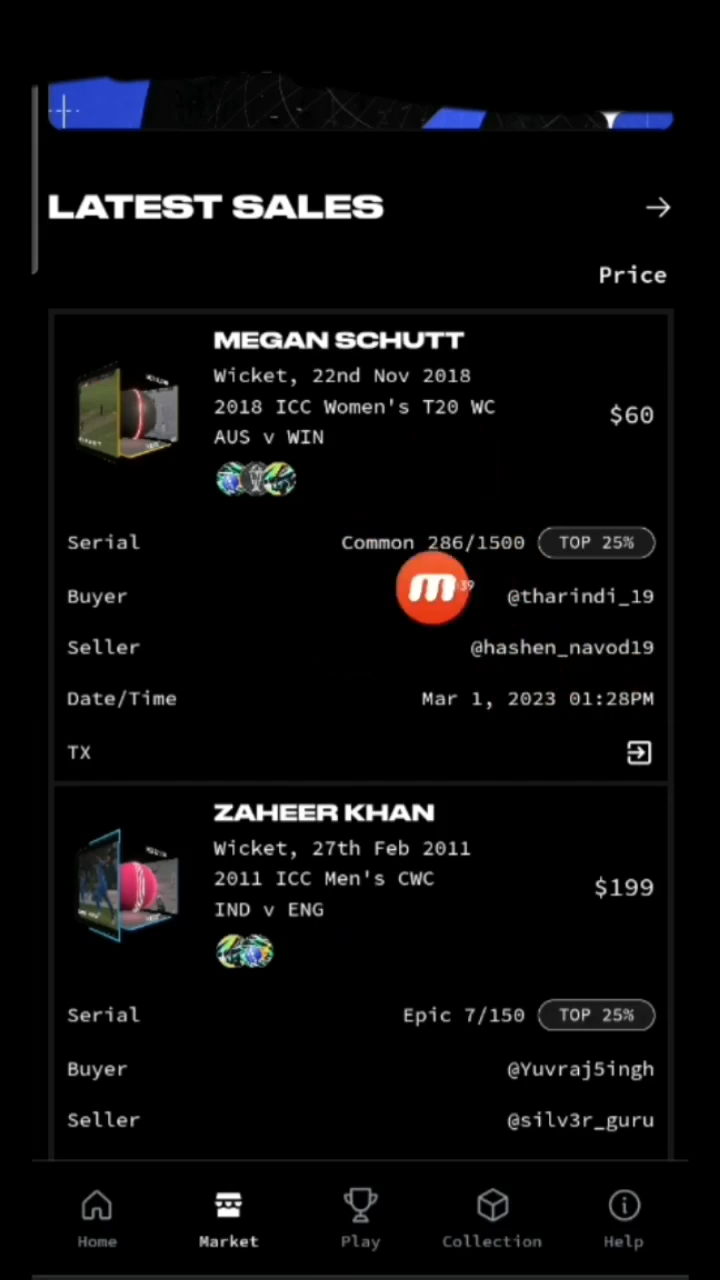 LATEST SALES
Price
MEGAN SCHUTT
Wicket, 22nd Nov 2018
2018 ICC Women's T20 WC
$60
AUS v WIN
Serial Common 286/1500 TOP 25%
Buyer @tharindi_19
Seller @hashen_navod19
Date/Time Mar 1, 2023 01:28PM
TX
ZAHEER KHAN
Wicket, 27th Feb 2011
2011 ICC Men's CWC
$199
IND v ENG
Serial Epic 7/150 TOP 25%
Buyer @Yuvraj5ingh
Seller @silv3r_guru
Home Market Play Collection Help